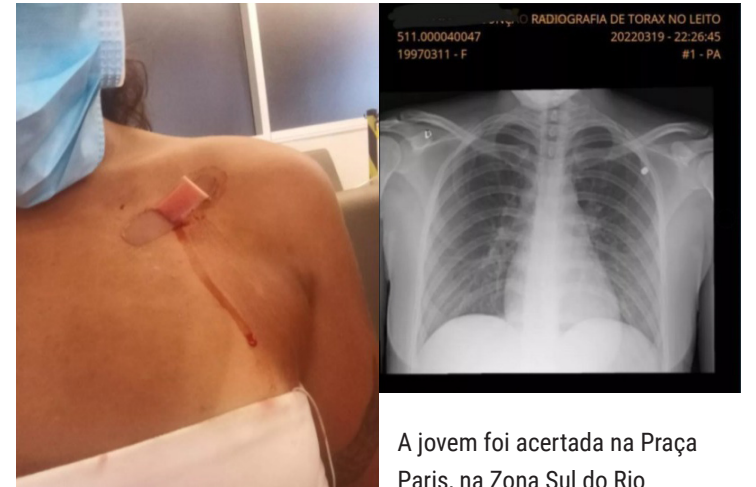 RADIOGRAFIA DE TORAX NO LEITO
511.000040047 20220319 - 22:26:45
19970311 - F #1 - PA
A jovem foi acertada na Praça
Paris, na Zona Sul do Rio